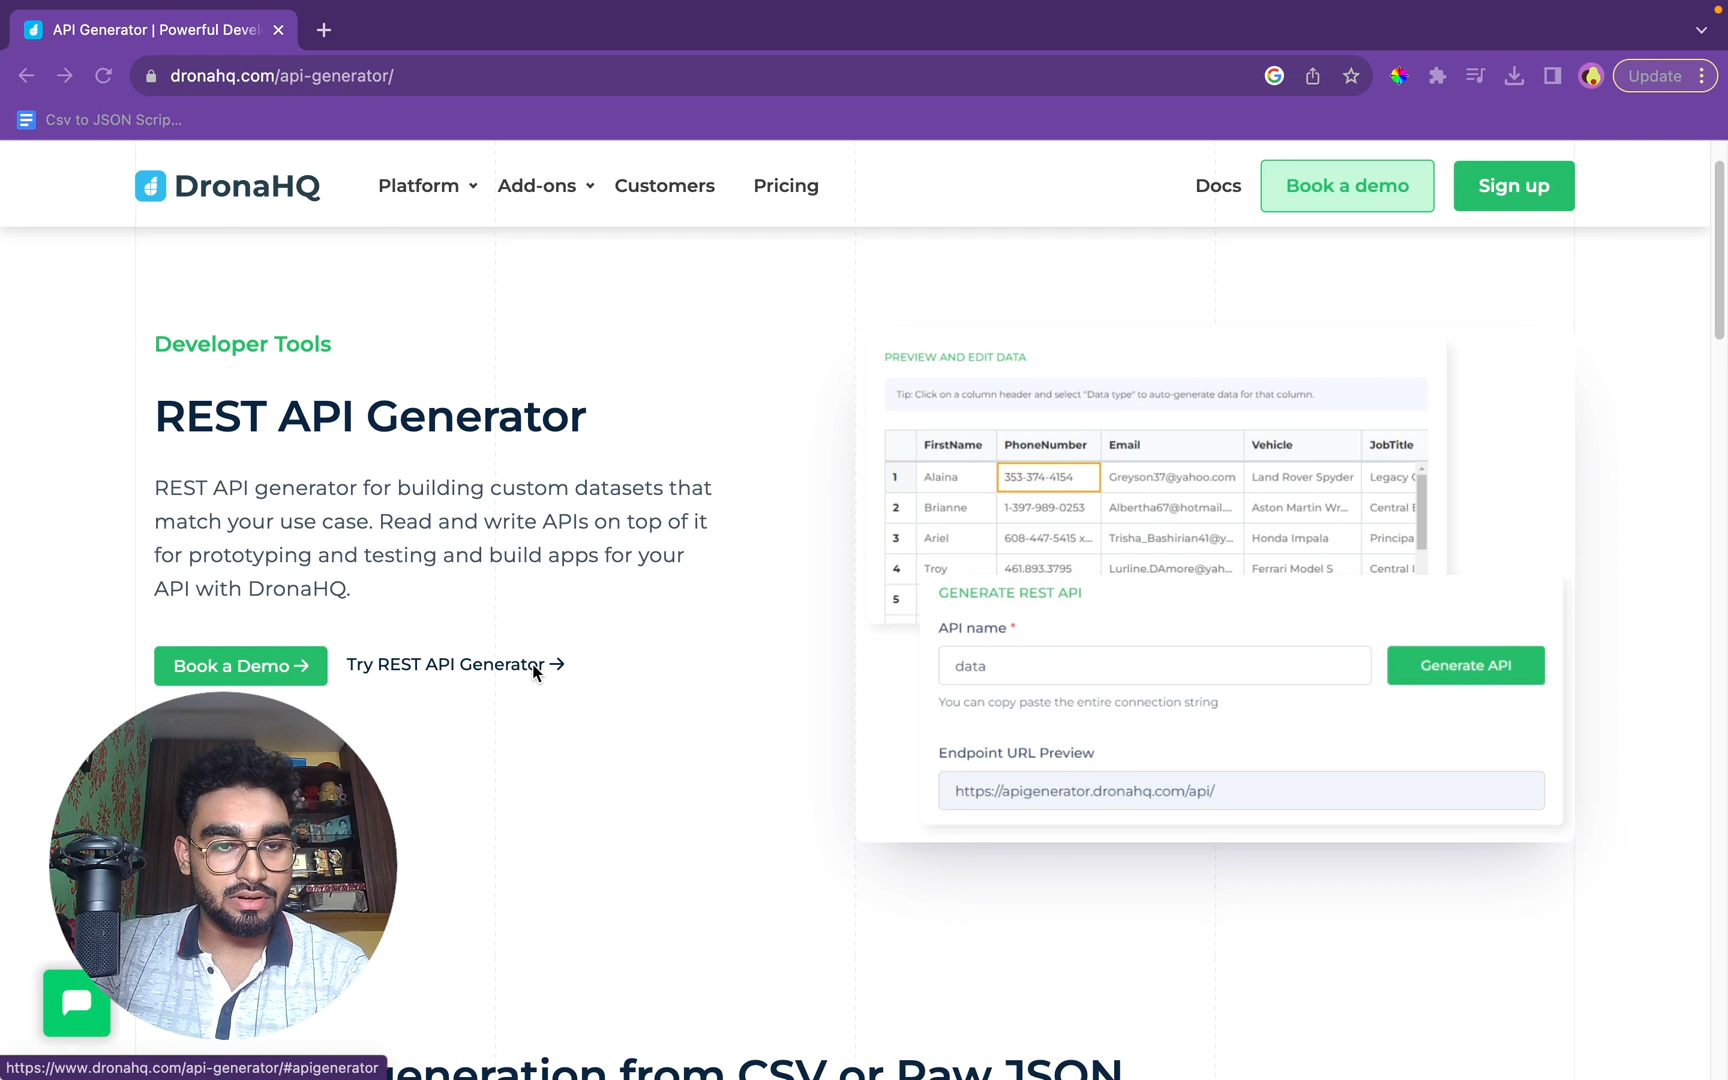 API Generator | Powerful Devel
dronahq.com/api-generator/
Update
Csv to JSON Scrip...
DronaHQ
Platform
Add-ons
Customers
Pricing
Docs
Book a demo
Sign up
Developer Tools
REST API Generator
REST API generator for building custom datasets that
match your use case. Read and write APIs on top of it
for prototyping and testing and build apps for your
API with DronaHQ.
Book a Demo →
Try REST API Generator →
PREVIEW AND EDIT DATA
Tip: Click on a column header and select "Data type" to auto-generate data for that column.
FirstName PhoneNumber Email Vehicle JobTitle
1 Alaina 353-374-4154 Greyson37@yahoo.com Land Rover Spyder Legacy
2 Brianne 1-397-989-0253 Albertha67@hotmail.... Aston Martin Wr... Central
3 Ariel 608-447-5415 x... Trisha_Bashirian41@y... Honda Impala Principa
4 Troy 461.893.3795 Lurline.DAmore@yah... Ferrari Model S Central
5
GENERATE REST API
API name *
data
Generate API
You can copy paste the entire connection string
Endpoint URL Preview
https://apigenerator.dronahq.com/api/
eneration from CSV or Raw JSON
https://www.dronahq.com/api-generator/#apigenerator